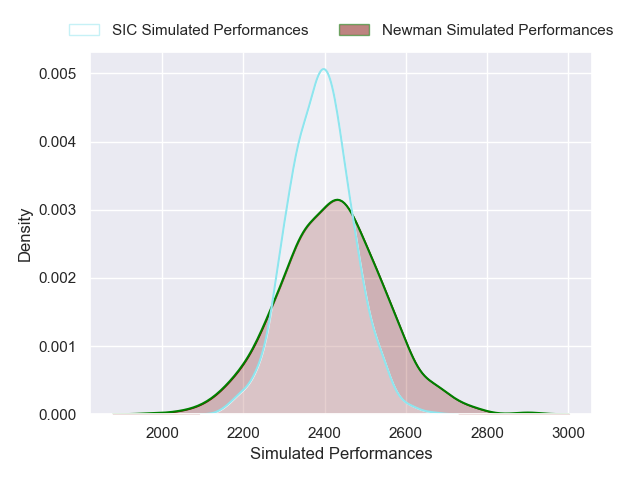 SIC Simulated Performances
Newman Simulated Performances
0.005
0.004
0.003
0.002
0.001
0.000
Density
2000 2200 2400 2600 2800 3000
Simulated Performances